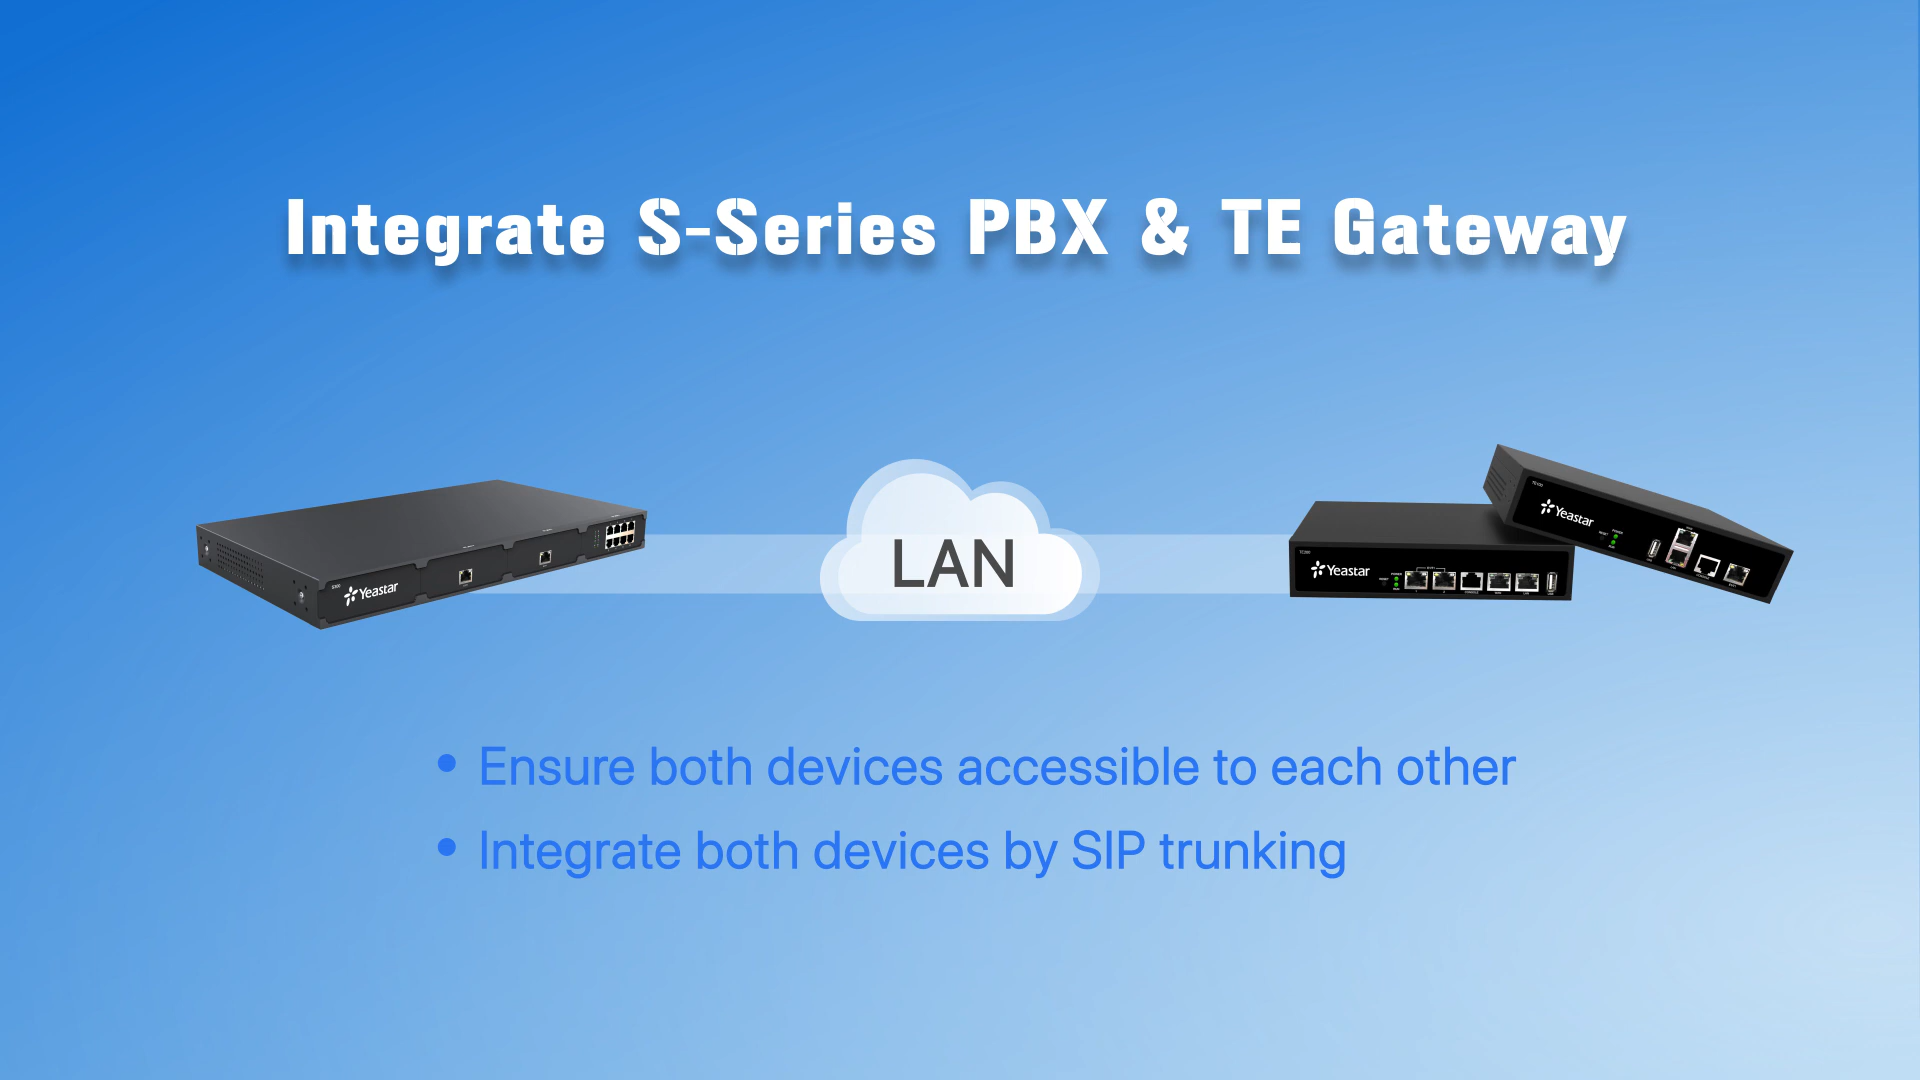 Integrate S-Series PBX & TE Gateway
LAN
Yeastar
Yeastar
Yeastar
• Ensure both devices accessible to each other
• Integrate both devices by SIP trunking